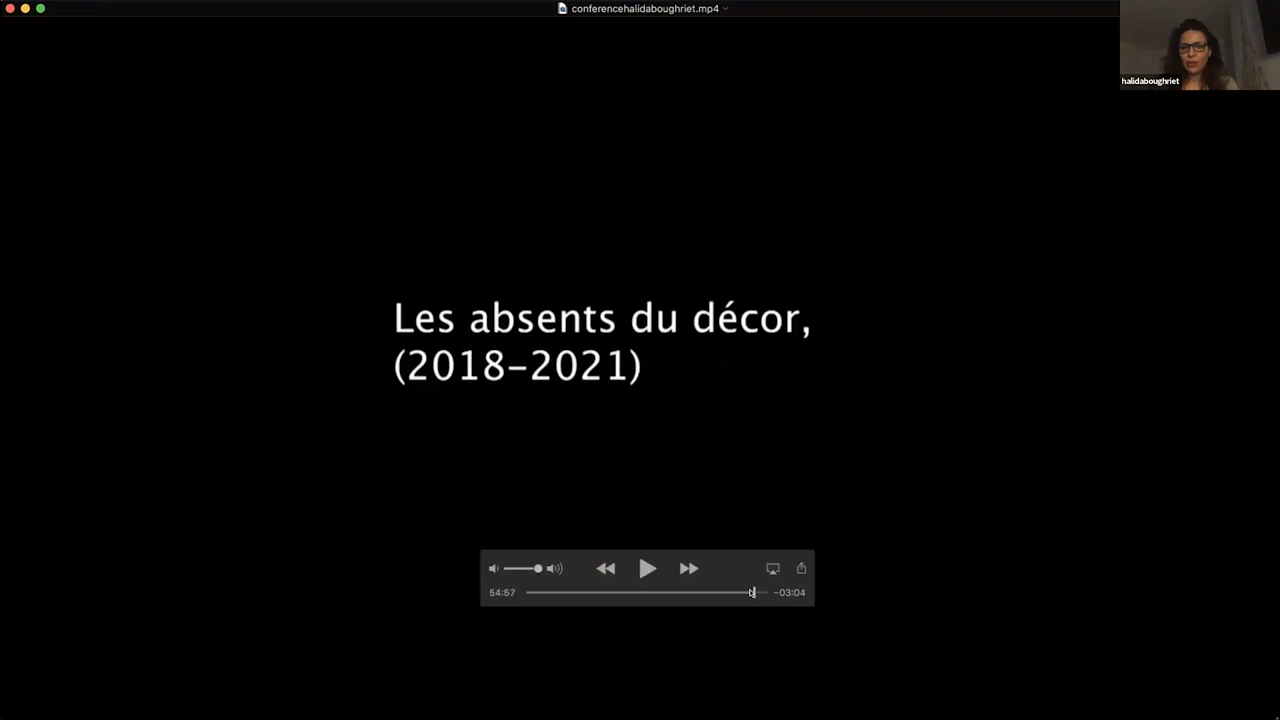 conferencehalidaboughriet.mp4
halidaboughriet
Les absents du décor,
(2018-2021)
54:57
-03:04